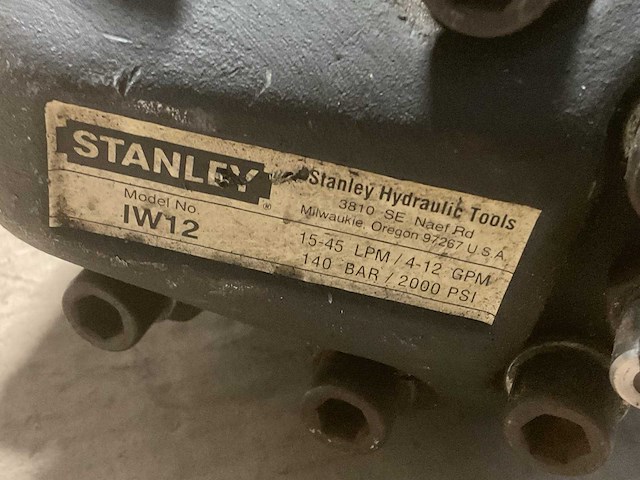 STANLEY
®
Stanley Hydraulic Tools
3810 SE Naef Rd
Milwaukie, Oregon 97267 U.S.A.
Model No.
IW12
15-45 LPM / 4-12 GPM
140 BAR / 2000 PSI